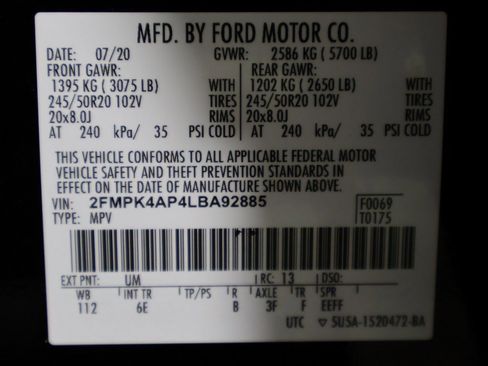 MFD. BY FORD MOTOR CO.
DATE: 07/20 GVWR: 2586 KG (5700 LB)
FRONT GAWR: REAR GAWR:
1395 KG (3075 LB) WITH 1202 KG (2650 LB) WITH
245/50R20 102V TIRES 245/50R20 102V TIRES
20x8.0J RIMS 20x8.0J RIMS
AT 240 kPa/ 35 PSI COLD AT 240 kPa/ 35 PSI COLD
THIS VEHICLE CONFORMS TO ALL APPLICABLE FEDERAL MOTOR
VEHICLE SAFETY AND THEFT PREVENTION STANDARDS IN
EFFECT ON THE DATE OF MANUFACTURE SHOWN ABOVE.
VIN: 2FMPK4AP4LBA92885 F0069
TYPE: MPV T0175
EXT PNT: UM RC: 13 DSO:
WB INT TR TP/PS R AXLE TR SPR
112 6E B 3F F EEFF
UTC ▽ 5USA-1520472-BA